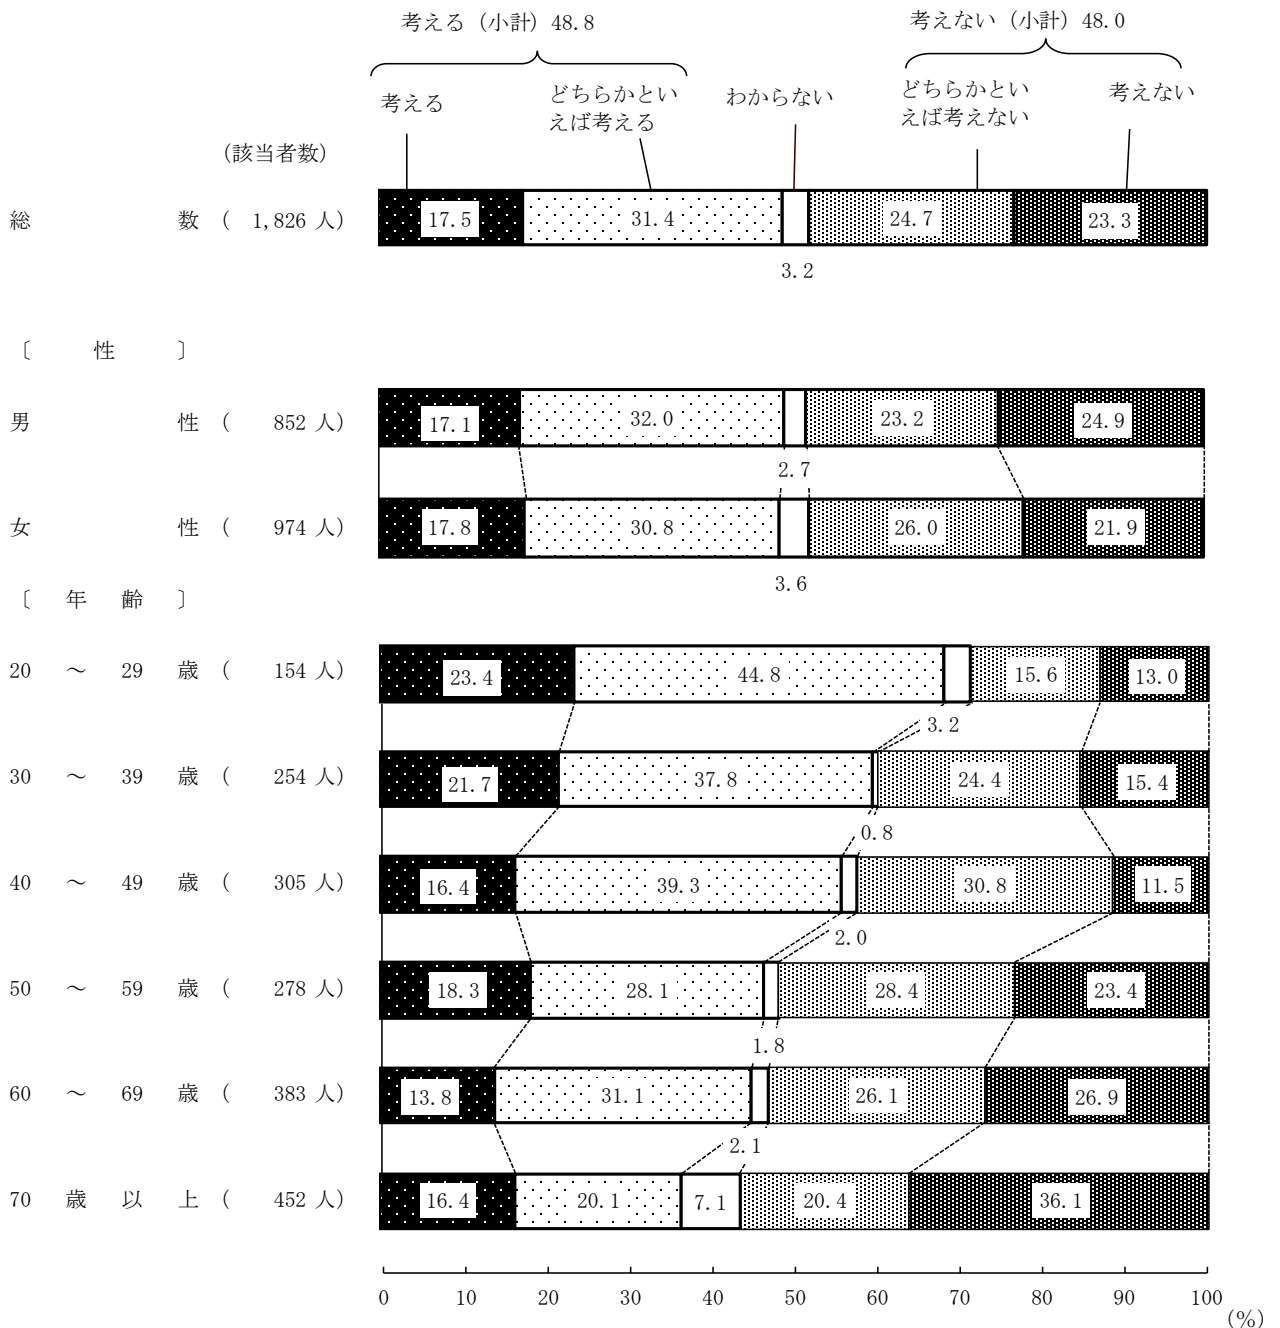 考える（小計）48.8 考えない（小計）48.0
考える どちらかとい わからない どちらかとい 考えない
えば考える えば考えない
（該当者数）
総 数 （ 1,826 人） 17.5 31.4 24.7 23.3
3.2
〔 性 〕
男 性 （ 852 人） 17.1 32.0 23.2 24.9
2.7
女 性 （ 974 人） 17.8 30.8 26.0 21.9
3.6
〔 年 齢 〕
20 ～ 29 歳 （ 154 人） 23.4 44.8 15.6 13.0
3.2
30 ～ 39 歳 （ 254 人） 21.7 37.8 24.4 15.4
0.8
40 ～ 49 歳 （ 305 人） 16.4 39.3 30.8 11.5
2.0
50 ～ 59 歳 （ 278 人） 18.3 28.1 28.4 23.4
1.8
60 ～ 69 歳 （ 383 人） 13.8 31.1 26.1 26.9
2.1
70 歳 以 上 （ 452 人） 16.4 20.1 7.1 20.4 36.1
0 10 20 30 40 50 60 70 80 90 100
（％）